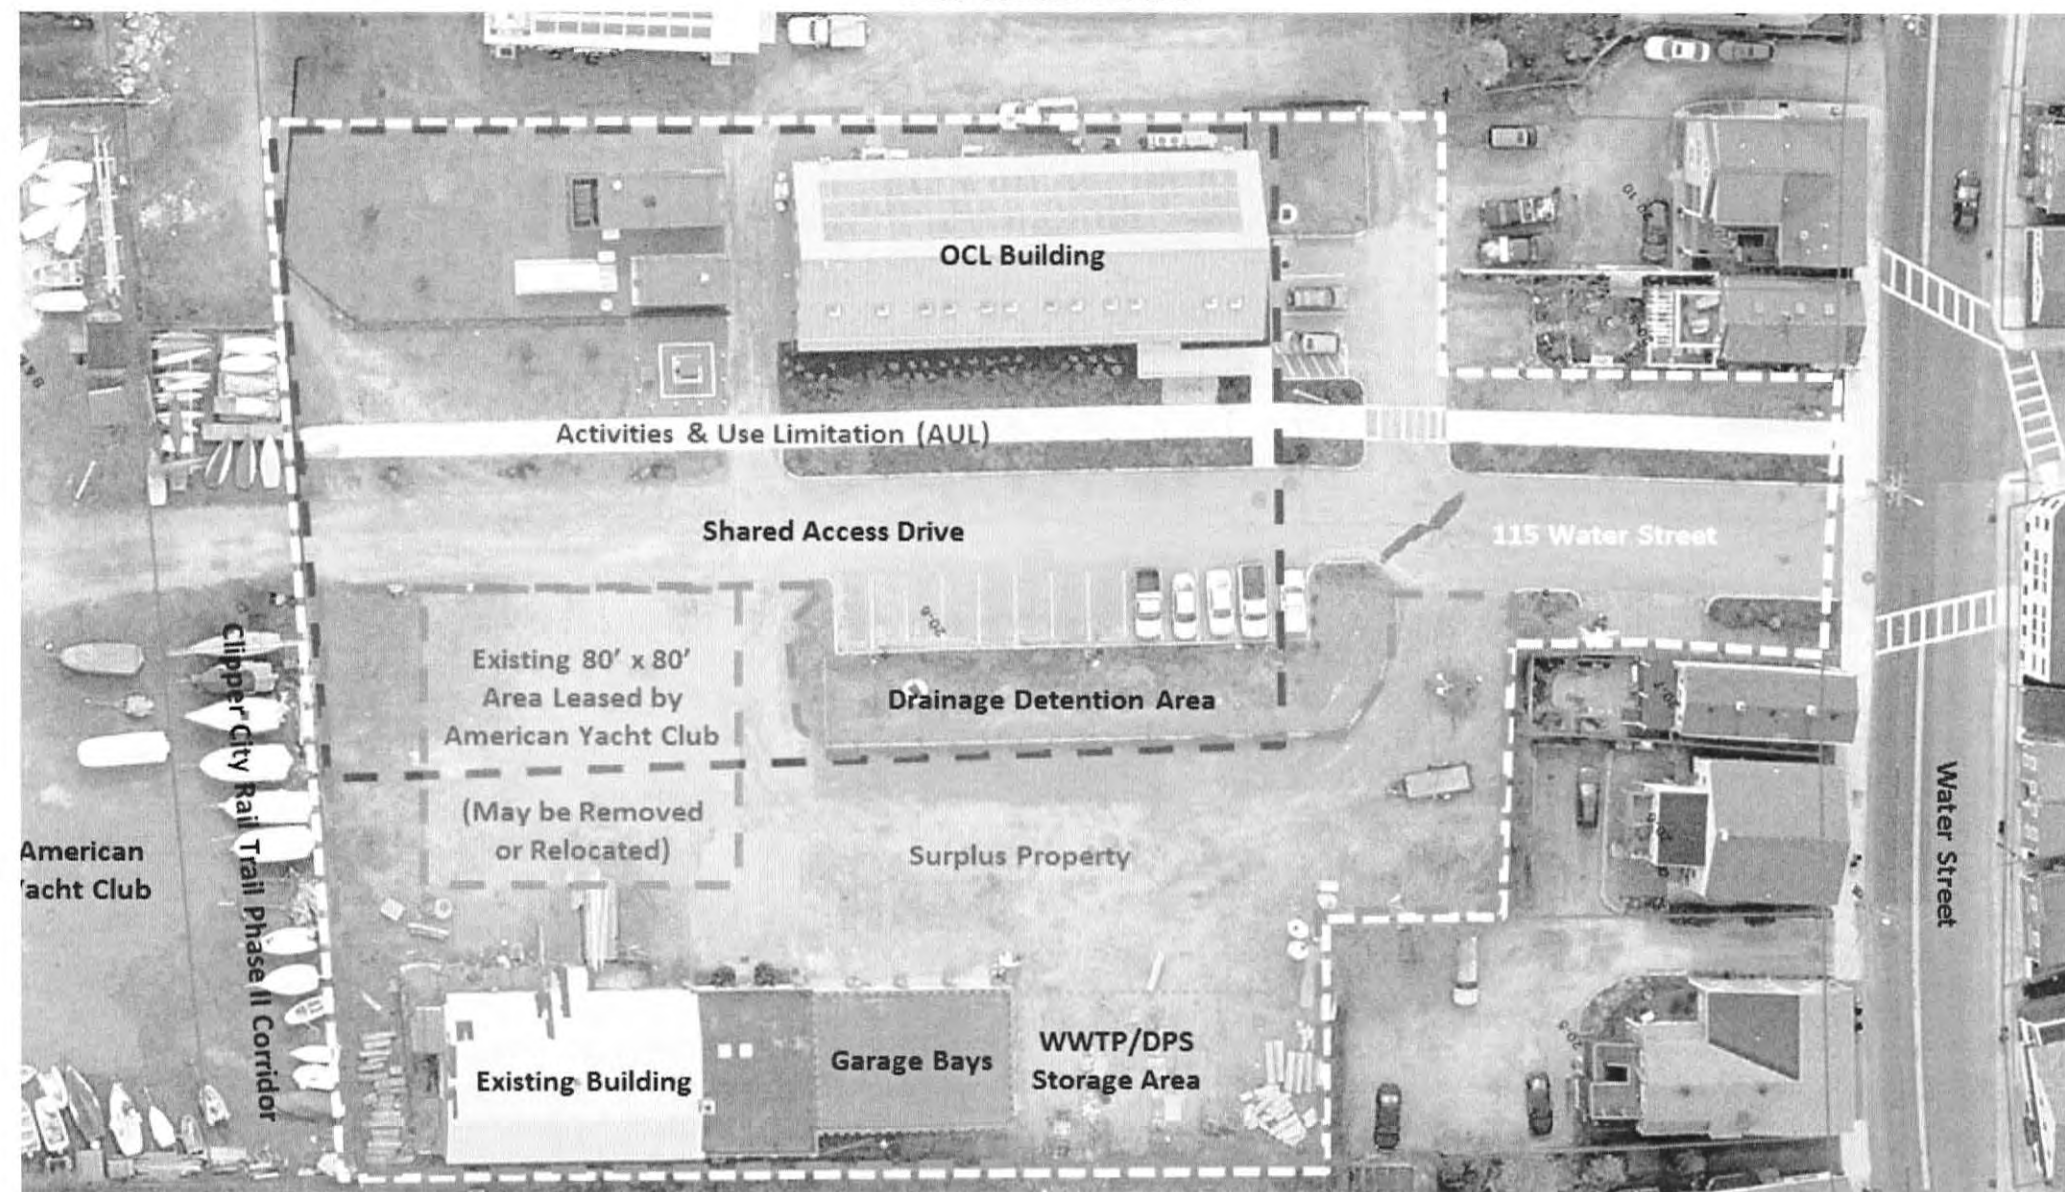 OCL Building
Activities & Use Limitation (AUL)
Shared Access Drive
115 Water Street
Existing 80' x 80'
Area Leased by
American Yacht Club
(May be Removed
or Relocated)
Drainage Detention Area
Surplus Property
Clipper City Rail Trail Phase II Corridor
American
Yacht Club
Water Street
Existing Building
Garage Bays
WWTP/DPS
Storage Area